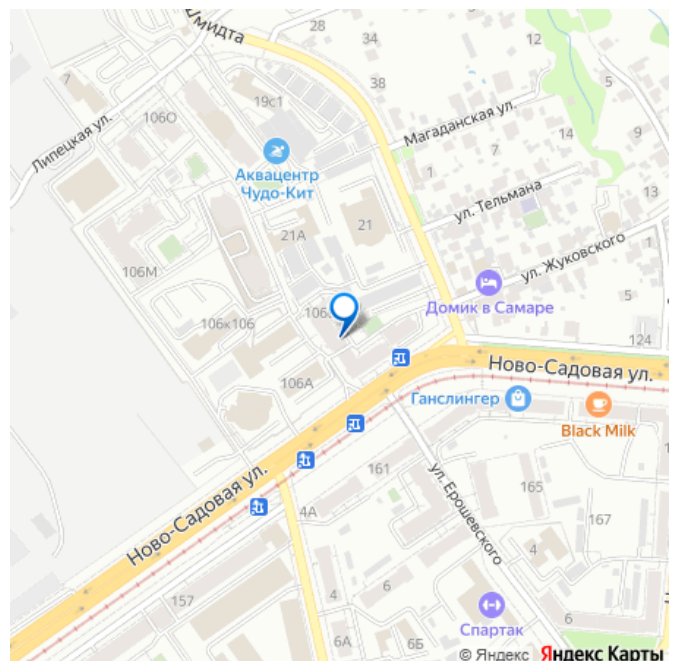 Умидта
28
34
12
38
7
19с1
5
106О
Магаданская ул.
Липецкая ул.
14
9
7
Аквацентр
Чудо-Кит
1
13
ул. Тельмана
21
21А
1
106М
ул. Жуковского
5
Домик в Самаре
106к106
124
Ново-Садовая ул.
106А
Ганслингер
Black Milk
161
ул. Ерошевского
165
Ново-Садовая ул.
4А
167
4
157
4
6
Спартак
6
6А
6Б
© Яндекс Яндекс Карты